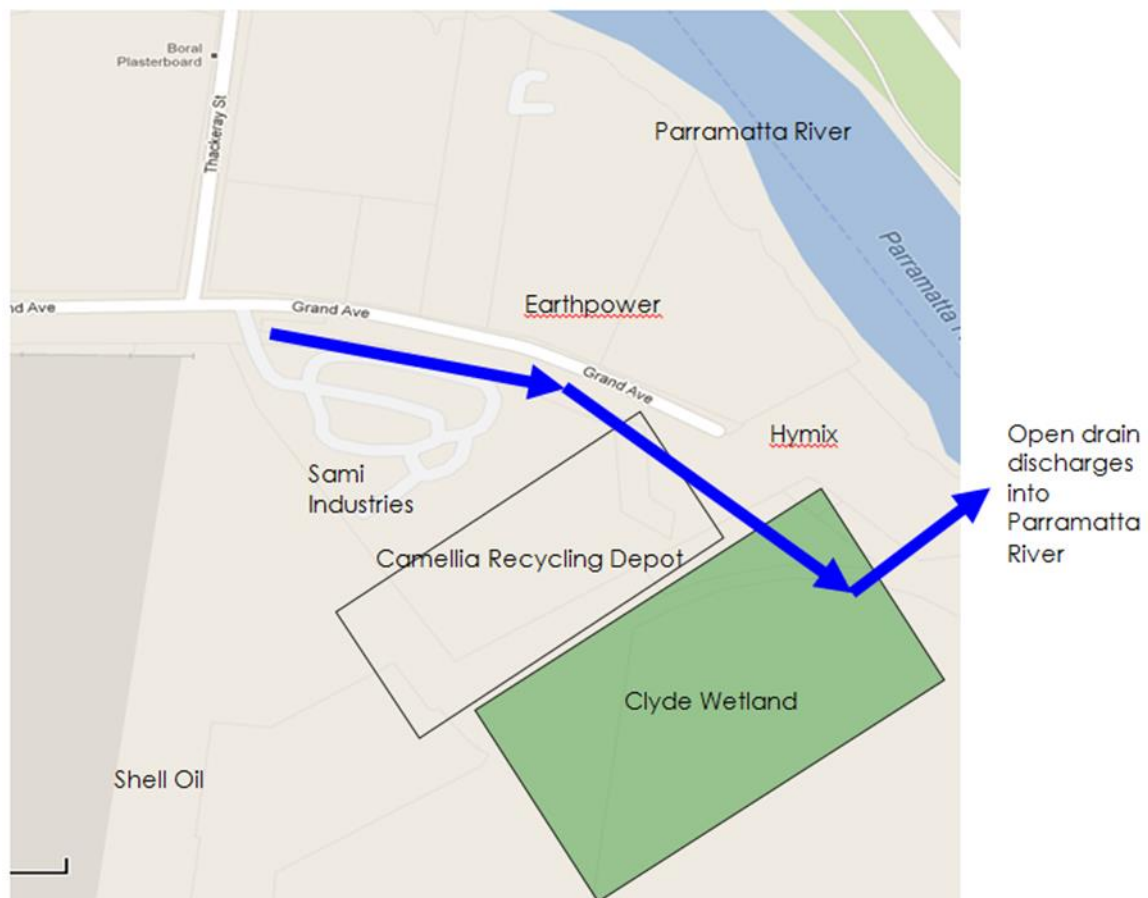 Boral
Plasterboard
Thackeray St
Parramatta River
Parramatta
nd Ave
Grand Ave
Earthpower
Grand Ave
Hymix
Open drain
discharges
into
Parramatta
River
Sami
Industries
Camellia Recycling Depot
Clyde Wetland
Shell Oil